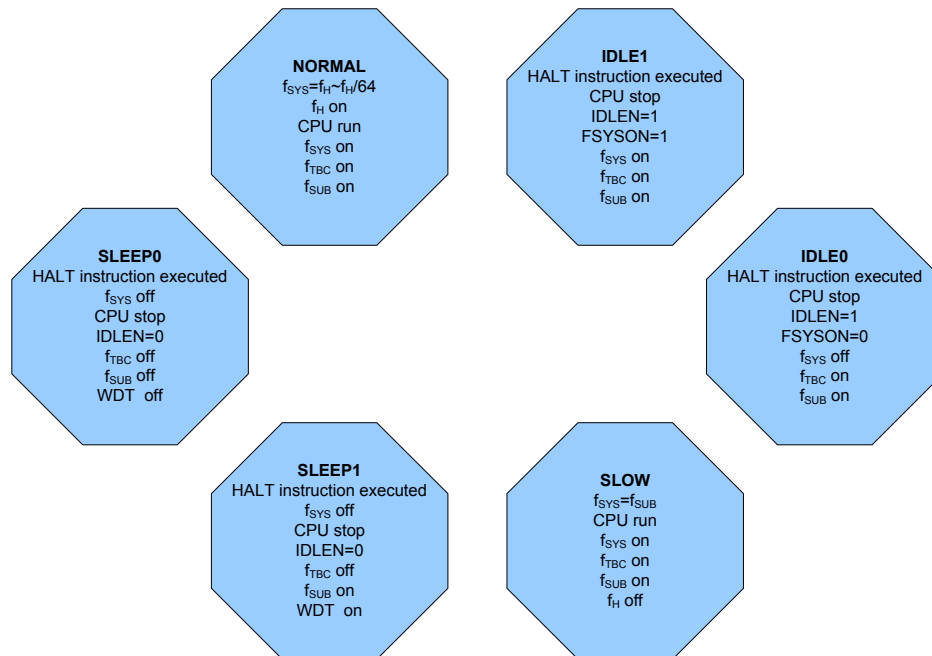 NORMAL
fSYS=fH~fH/64
fH on
CPU run
fSYS on
fTBC on
fSUB on
IDLE1
HALT instruction executed
CPU stop
IDLEN=1
FSYSON=1
fSYS on
fTBC on
fSUB on
SLEEP0
HALT instruction executed
fSYS off
CPU stop
IDLEN=0
fTBC off
fSUB off
WDT off
IDLE0
HALT instruction executed
CPU stop
IDLEN=1
FSYSON=0
fSYS off
fTBC on
fSUB on
SLEEP1
HALT instruction executed
fSYS off
CPU stop
IDLEN=0
fTBC off
fSUB on
WDT on
SLOW
fSYS=fSUB
CPU run
fSYS on
fTBC on
fSUB on
fH off